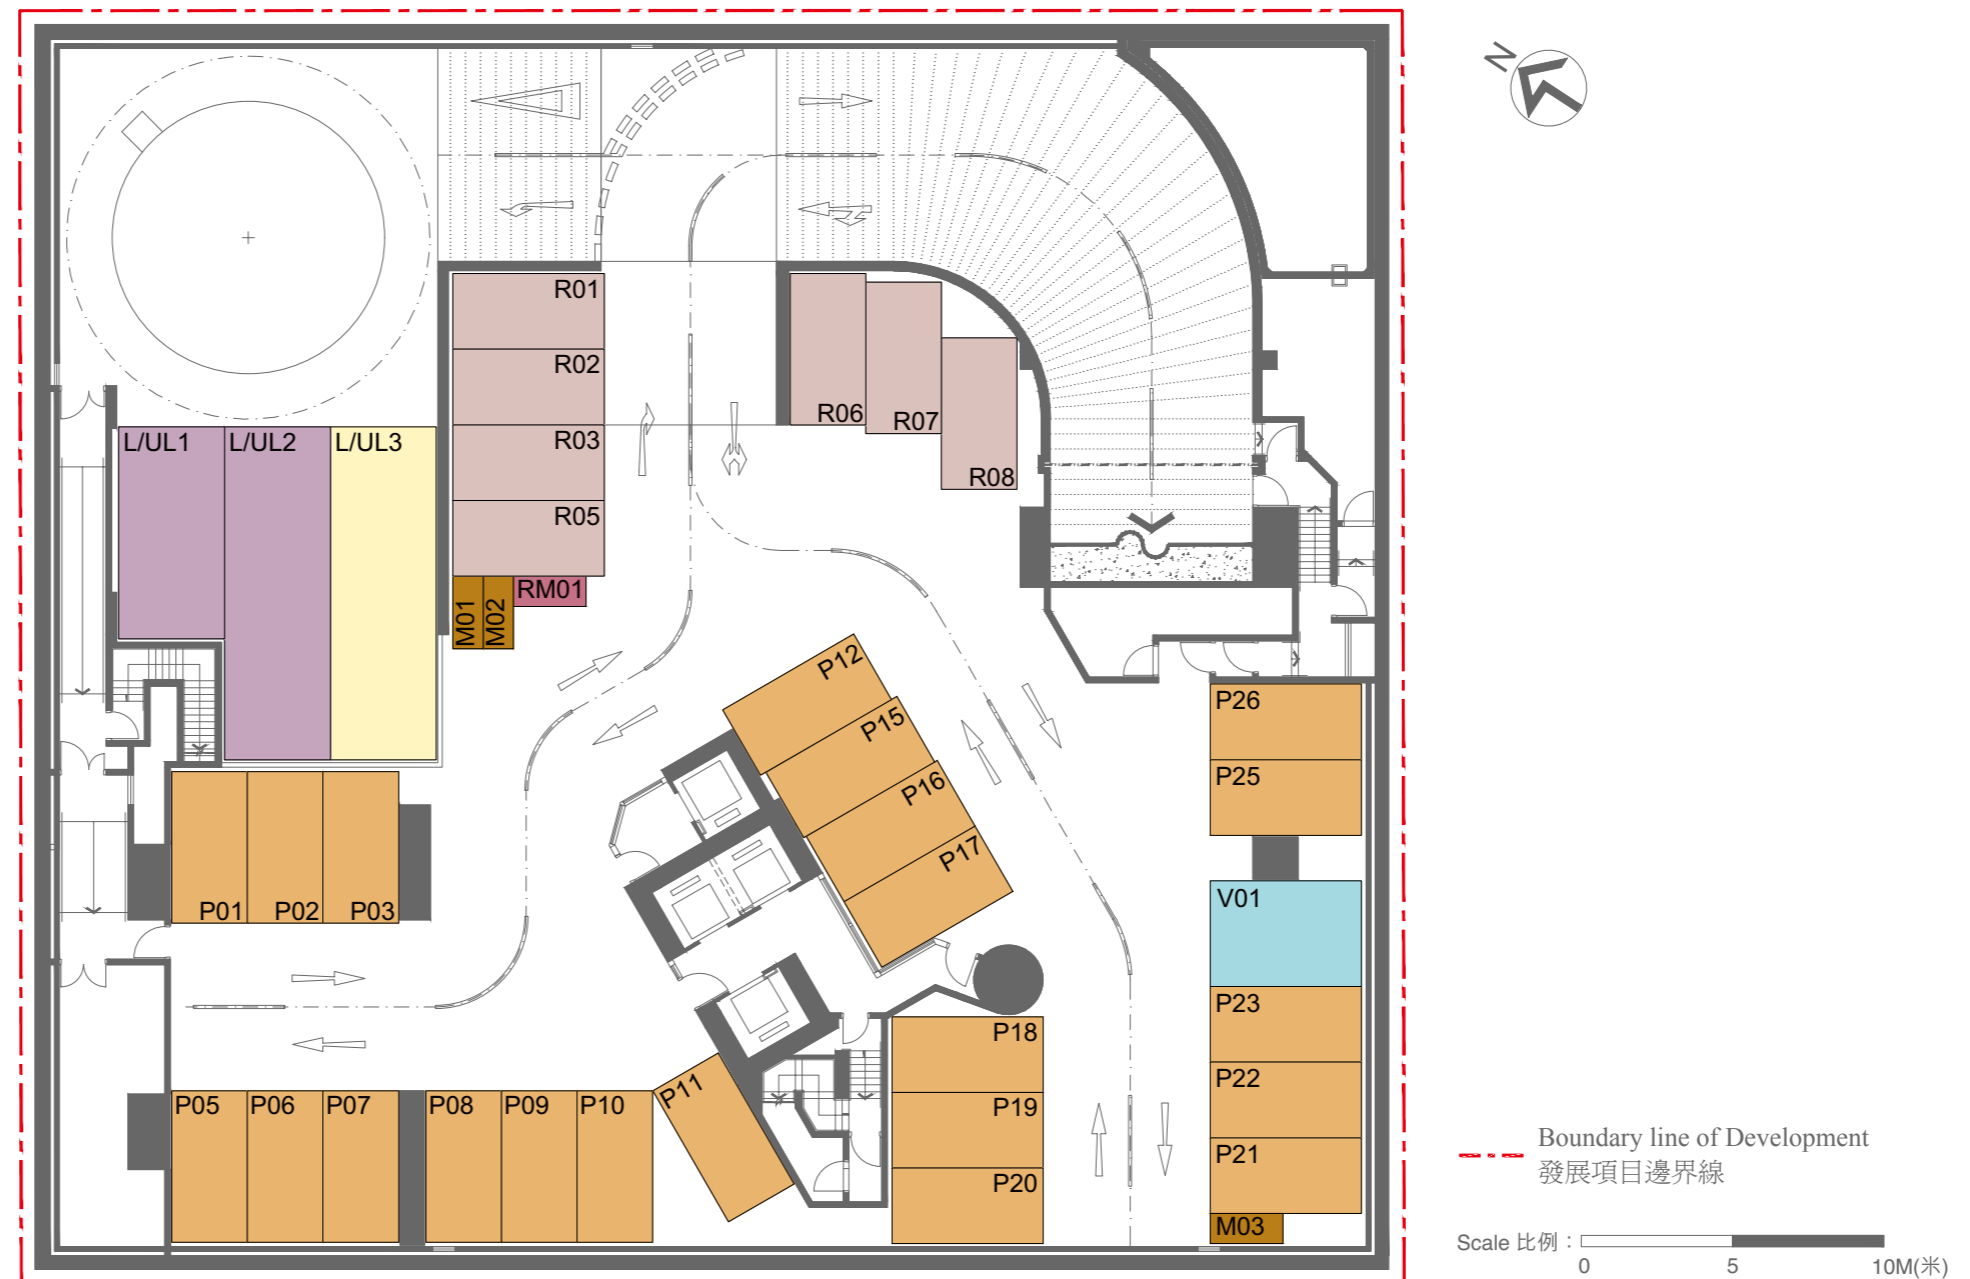 N
R01
R02
R03
R05
R06
R07
R08
L/UL1
L/UL2
L/UL3
RM01
M01
M02
P12
P15
P16
P17
P26
P25
V01
P01
P02
P03
P23
P22
P21
M03
P18
P19
P20
P05
P06
P07
P08
P09
P10
P11
Boundary line of Development
發展項目邊界線
Scale 比例 :
0 5 10M(米)